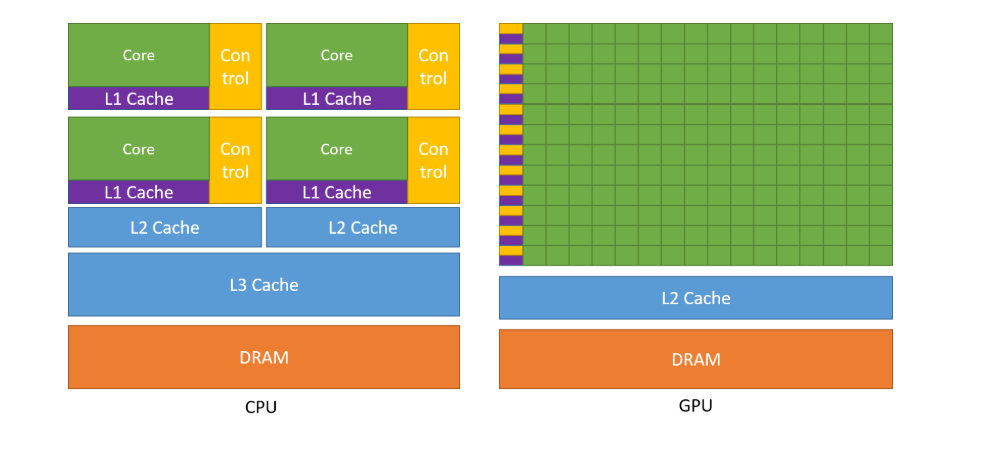 Core
Con
trol
L1 Cache
Core
Con
trol
L1 Cache
Core
Con
trol
L1 Cache
Core
Con
trol
L1 Cache
L2 Cache
L2 Cache
L3 Cache
DRAM
CPU
L2 Cache
DRAM
GPU